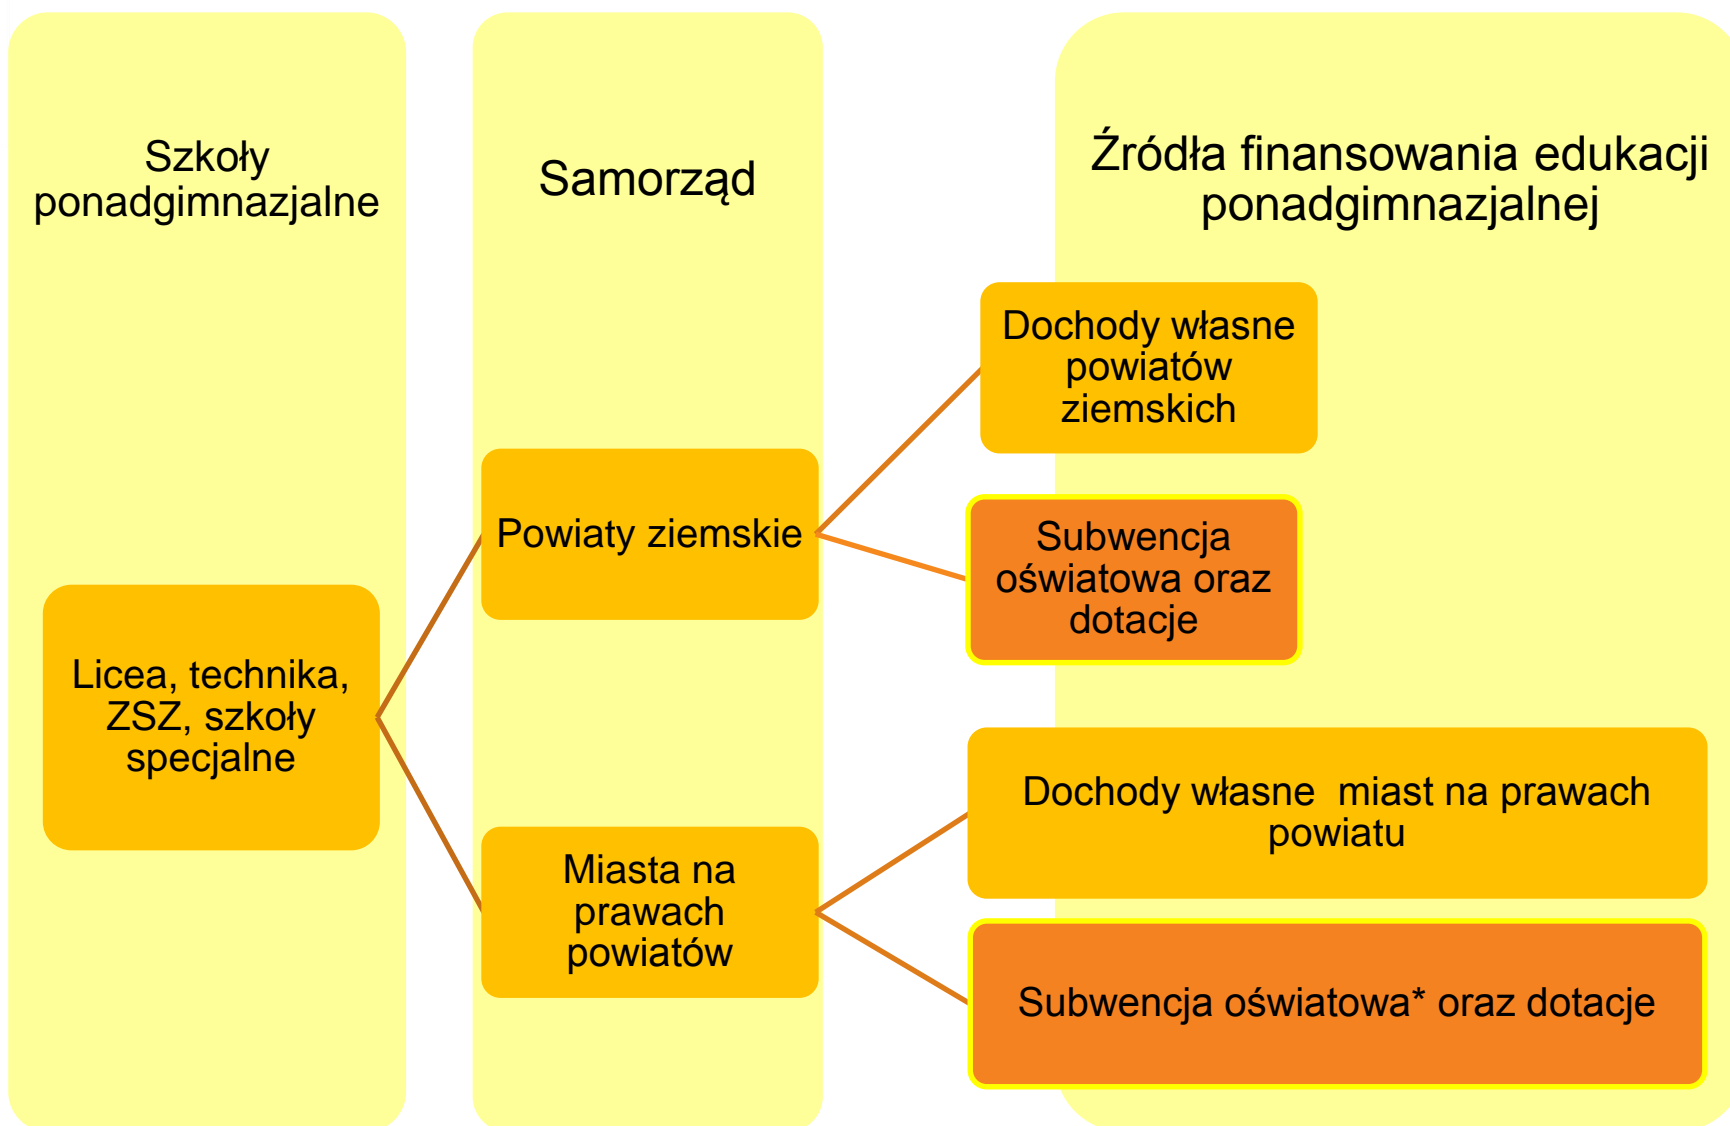 Szkoły
ponadgimnazjalne
Samorząd
Źródła finansowania edukacji
ponadgimnazjalnej
Licea, technika,
ZSZ, szkoły
specjalne
Powiaty ziemskie
Miasta na
prawach
powiatów
Dochody własne
powiatów
ziemskich
Subwencja
oświatowa oraz
dotacje
Dochody własne  miast na prawach
powiatu
Subwencja oświatowa* oraz dotacje